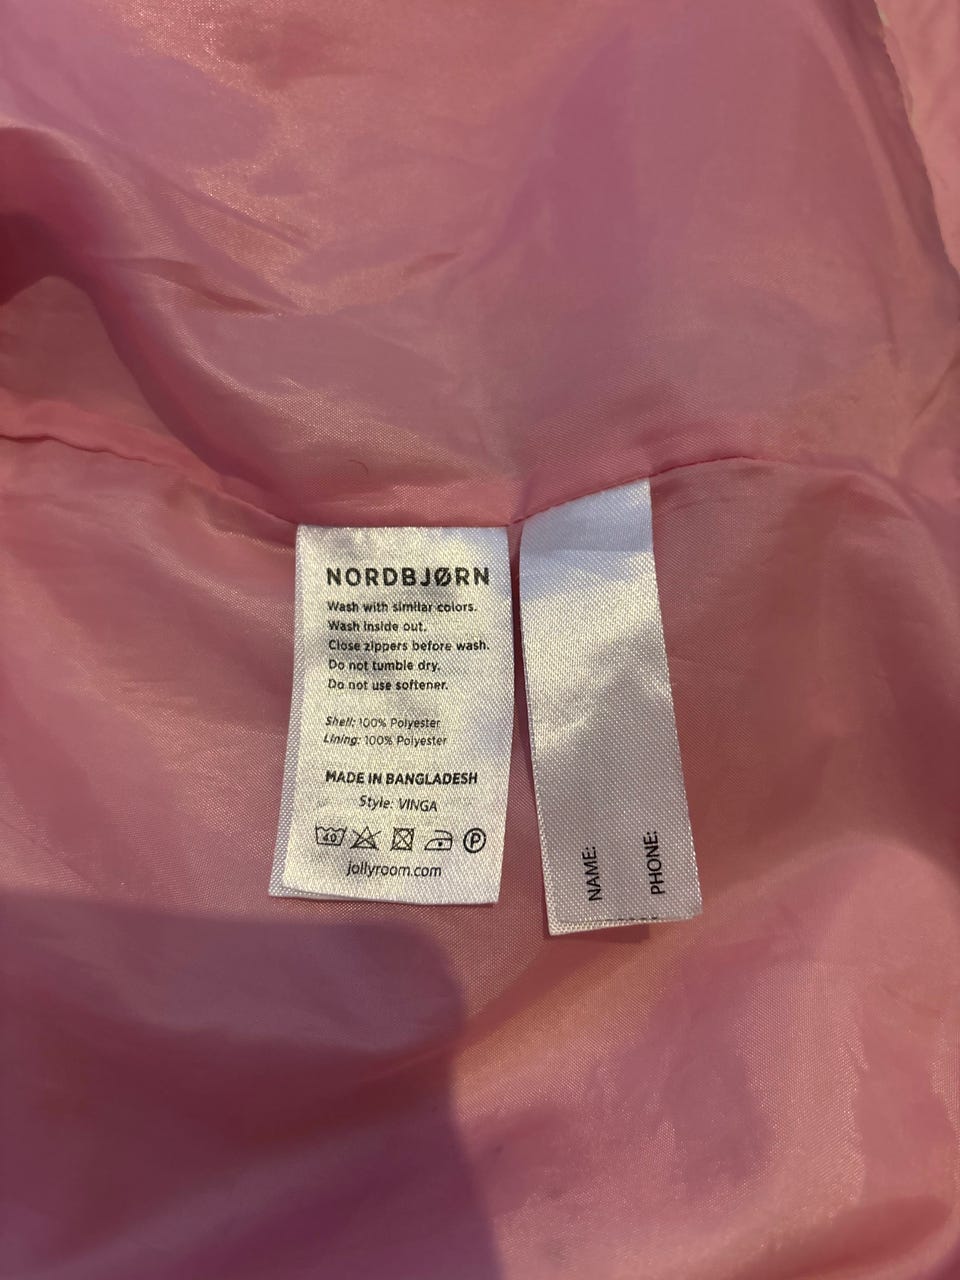 NORDBJØRN
Wash with similar colors.
Wash inside out.
Close zippers before wash.
Do not tumble dry.
Do not use softener.
Shell: 100% Polyester
Lining: 100% Polyester
MADE IN BANGLADESH
Style: VINGA
40 P
jollyroom.com
NAME:
PHONE: